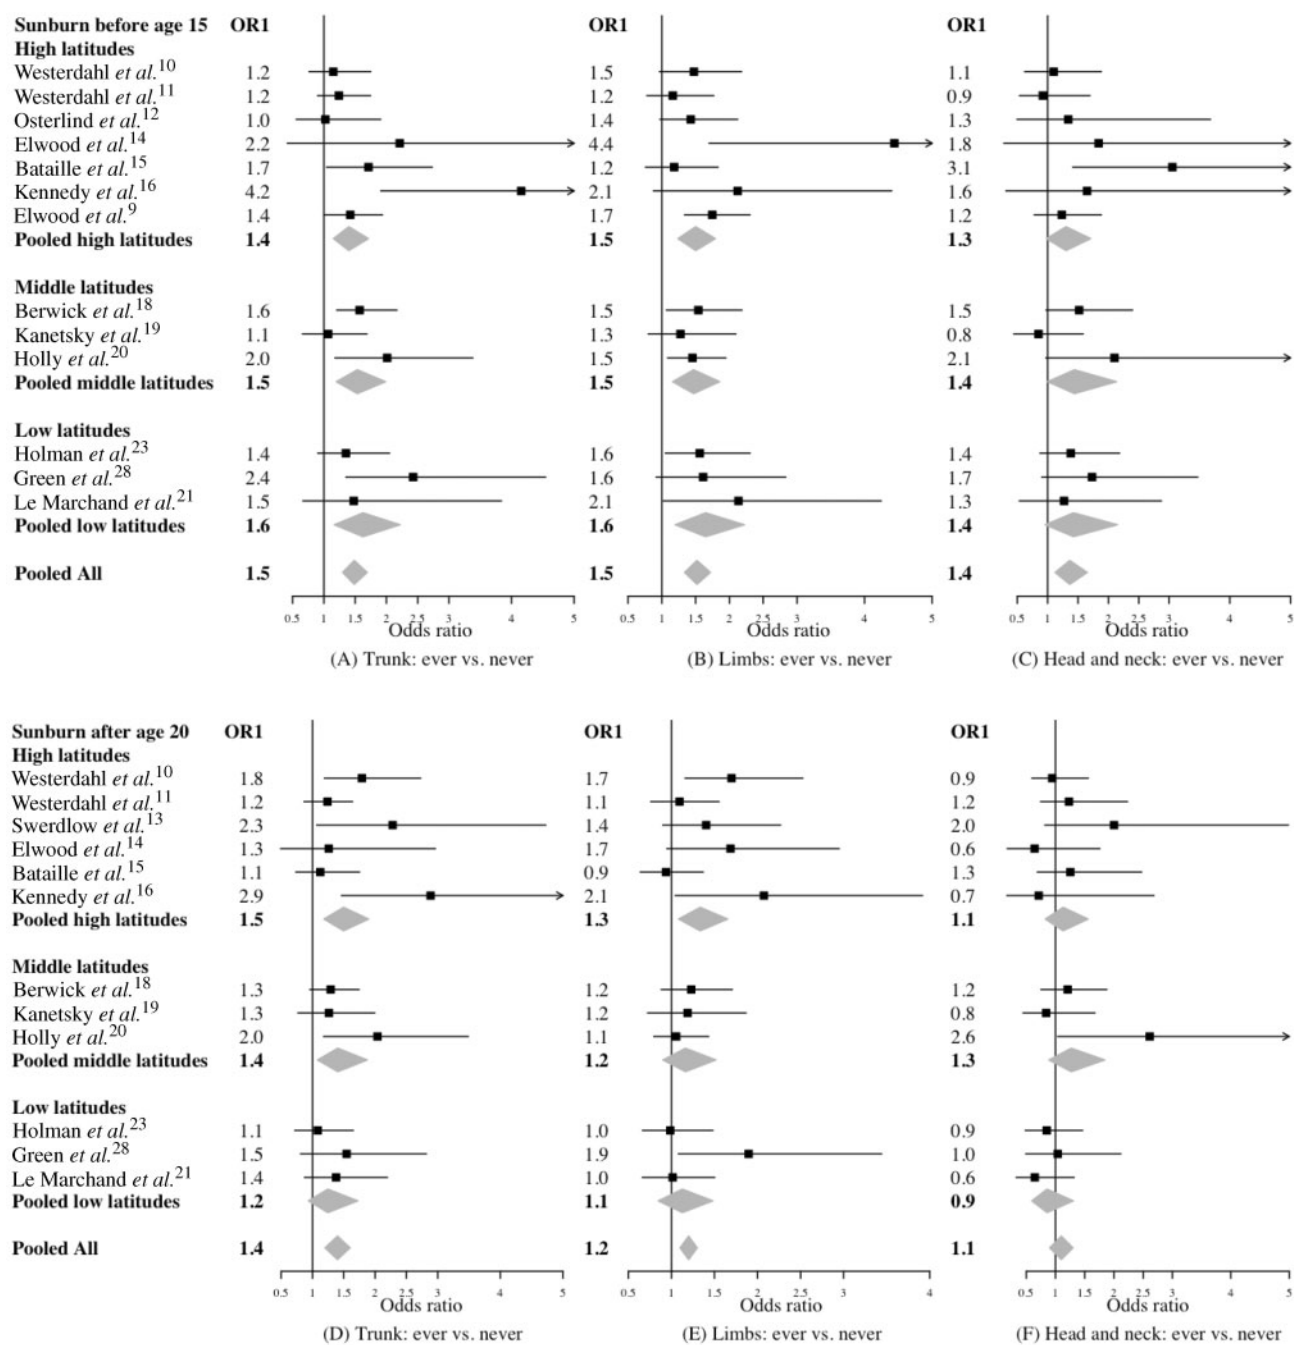 Sunburn before age 15 OR1 OR1 OR1
High latitudes
Westerdahl et al.10 1.2 1.5 1.1
Westerdahl et al.11 1.2 1.2 0.9
Osterlind et al.12 1.0 1.4 1.3
Elwood et al.14 2.2 4.4 1.8
Bataille et al.15 1.7 1.2 3.1
Kennedy et al.16 4.2 2.1 1.6
Elwood et al.9 1.4 1.7 1.2
Pooled high latitudes 1.4 1.5 1.3
Middle latitudes
Berwick et al.18 1.6 1.5 1.5
Kanetsky et al.19 1.1 1.3 0.8
Holly et al.20 2.0 1.5 2.1
Pooled middle latitudes 1.5 1.5 1.4
Low latitudes
Holman et al.23 1.4 1.6 1.4
Green et al.28 2.4 1.6 1.7
Le Marchand et al.21 1.5 2.1 1.3
Pooled low latitudes 1.6 1.6 1.4
Pooled All 1.5 1.5 1.4
0.5 1 1.5 2 2.5 3 4 5 0.5 1 1.5 2 2.5 3 4 5 0.5 1 1.5 2 2.5 3 4 5
Odds ratio Odds ratio Odds ratio
(A) Trunk: ever vs. never (B) Limbs: ever vs. never (C) Head and neck: ever vs. never
Sunburn after age 20 OR1 OR1 OR1
High latitudes
Westerdahl et al.10 1.8 1.7 0.9
Westerdahl et al.11 1.2 1.1 1.2
Swerdlow et al.13 2.3 1.4 2.0
Elwood et al.14 1.3 1.7 0.6
Bataille et al.15 1.1 0.9 1.3
Kennedy et al.16 2.9 2.1 0.7
Pooled high latitudes 1.5 1.3 1.1
Middle latitudes
Berwick et al.18 1.3 1.2 1.2
Kanetsky et al.19 1.3 1.2 0.8
Holly et al.20 2.0 1.1 2.6
Pooled middle latitudes 1.4 1.2 1.3
Low latitudes
Holman et al.23 1.1 1.0 0.9
Green et al.28 1.5 1.9 1.0
Le Marchand et al.21 1.4 1.0 0.6
Pooled low latitudes 1.2 1.1 0.9
Pooled All 1.4 1.2 1.1
0.5 1 1.5 2 2.5 3 4 5 0.5 1 1.5 2 2.5 3 4 0.5 1 1.5 2 2.5 3 4 5
Odds ratio Odds ratio Odds ratio
(D) Trunk: ever vs. never (E) Limbs: ever vs. never (F) Head and neck: ever vs. never